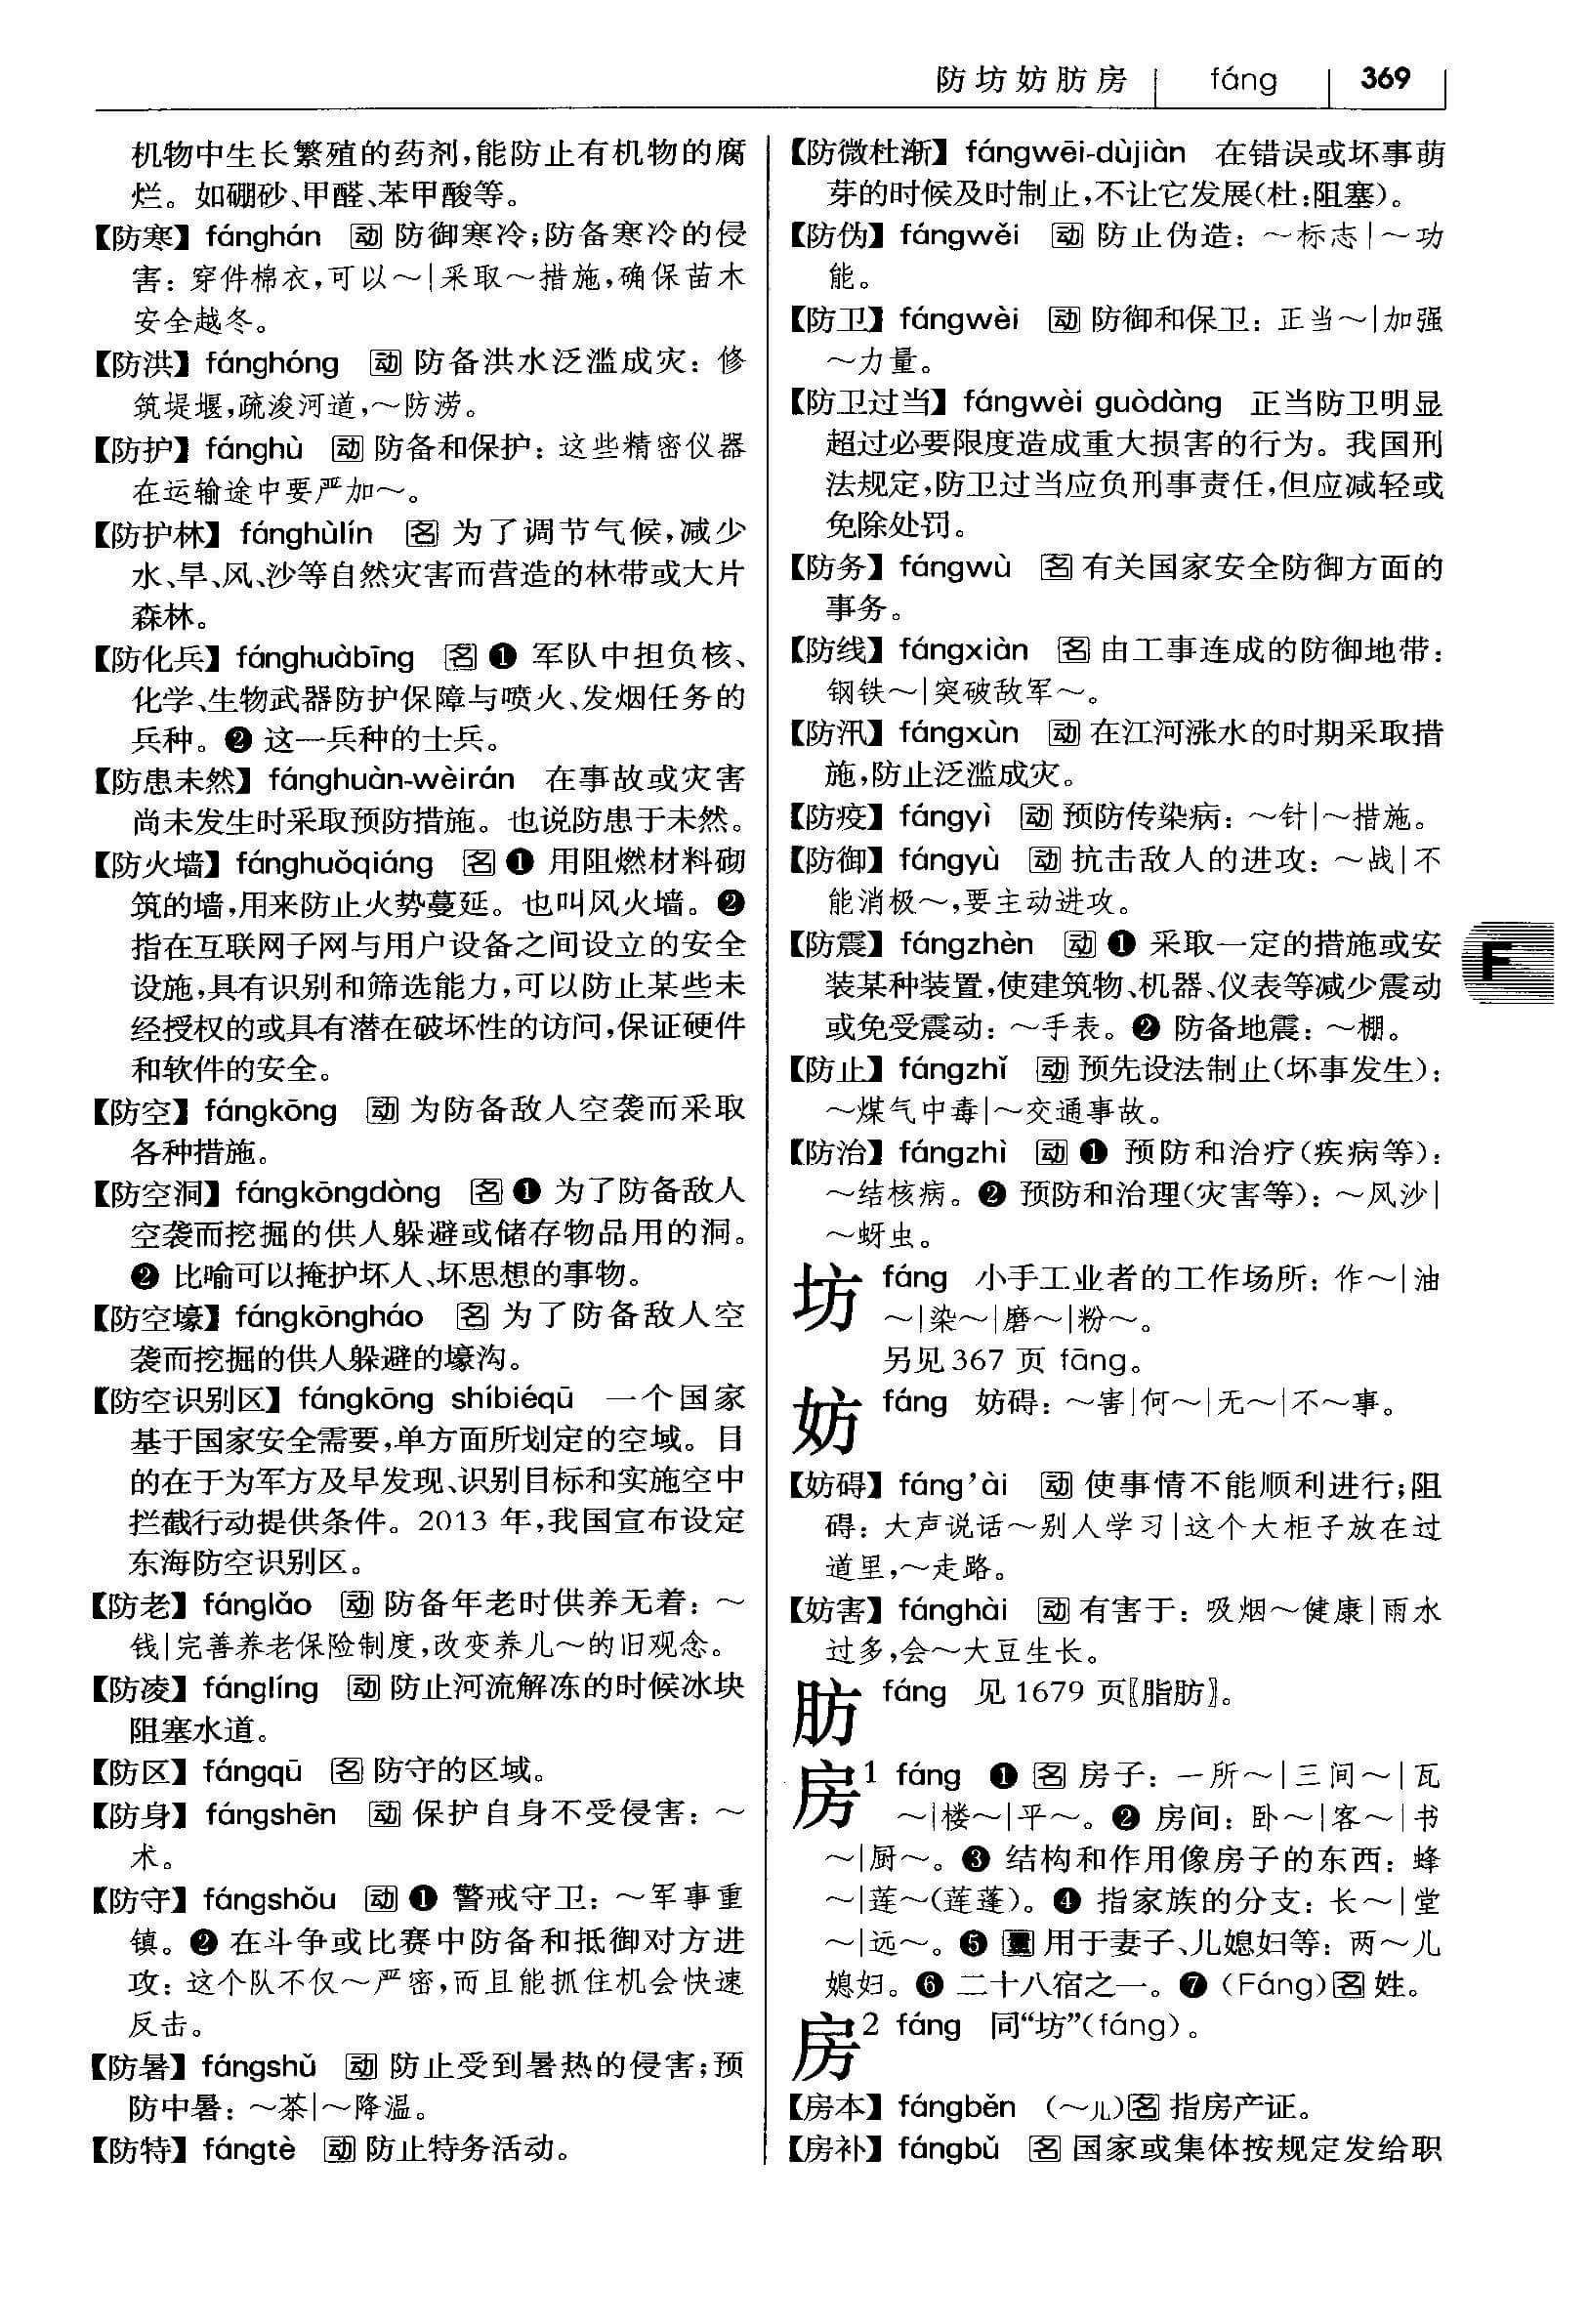 防坊妨肪房 fáng 369
机物中生长繁殖的药剂,能防止有机物的腐
烂。如硼砂、甲醛、苯甲酸等。
【防寒】fánghán 动 防御寒冷;防备寒冷的侵
害：穿件棉衣,可以～|采取～措施,确保苗木
安全越冬。
【防洪】fánghóng 动 防备洪水泛滥成灾：修
筑堤堰,疏浚河道,～防涝。
【防护】fánghù 动 防备和保护：这些精密仪器
在运输途中要严加～。
【防护林】fánghùlín 名 为了调节气候,减少
水、旱、风、沙等自然灾害而营造的林带或大片
森林。
【防化兵】fánghuàbīng 名 ❶ 军队中担负核、
化学、生物武器防护保障与喷火、发烟任务的
兵种。❷ 这一兵种的士兵。
【防患未然】fánghuàn-wèirán 在事故或灾害
尚未发生时采取预防措施。也说防患于未然。
【防火墙】fánghuǒqiáng 名 ❶ 用阻燃材料砌
筑的墙,用来防止火势蔓延。也叫风火墙。❷
指在互联网子网与用户设备之间设立的安全
设施,具有识别和筛选能力,可以防止某些未
经授权的或具有潜在破坏性的访问,保证硬件
和软件的安全。
【防空】fángkōng 动 为防备敌人空袭而采取
各种措施。
【防空洞】fángkōngdòng 名 ❶ 为了防备敌人
空袭而挖掘的供人躲避或储存物品用的洞。
❷ 比喻可以掩护坏人、坏思想的事物。
【防空壕】fángkōngháo 名 为了防备敌人空
袭而挖掘的供人躲避的壕沟。
【防空识别区】fángkōng shíbiéqū 一个国家
基于国家安全需要,单方面所划定的空域。目
的在于为军方及早发现、识别目标和实施空中
拦截行动提供条件。2013 年,我国宣布设定
东海防空识别区。
【防老】fánglǎo 动 防备年老时供养无着：～
钱|完善养老保险制度,改变养儿～的旧观念。
【防凌】fánglíng 动 防止河流解冻的时候冰块
阻塞水道。
【防区】fángqū 名 防守的区域。
【防身】fángshēn 动 保护自身不受侵害：～
术。
【防守】fángshǒu 动 ❶ 警戒守卫：～军事重
镇。❷ 在斗争或比赛中防备和抵御对方进
攻：这个队不仅～严密,而且能抓住机会快速
反击。
【防暑】fángshǔ 动 防止受到暑热的侵害;预
防中暑：～茶|～降温。
【防特】fángtè 动 防止特务活动。
【防微杜渐】fángwēi-dùjiàn 在错误或坏事萌
芽的时候及时制止,不让它发展(杜:阻塞)。
【防伪】fángwěi 动 防止伪造：～标志|～功
能。
【防卫】fángwèi 动 防御和保卫：正当～|加强
～力量。
【防卫过当】fángwèi guòdàng 正当防卫明显
超过必要限度造成重大损害的行为。我国刑
法规定,防卫过当应负刑事责任,但应减轻或
免除处罚。
【防务】fángwù 名 有关国家安全防御方面的
事务。
【防线】fángxiàn 名 由工事连成的防御地带：
钢铁～|突破敌军～。
【防汛】fángxùn 动 在江河涨水的时期采取措
施,防止泛滥成灾。
【防疫】fángyì 动 预防传染病：～针|～措施。
【防御】fángyù 动 抗击敌人的进攻：～战|不
能消极～,要主动进攻。
【防震】fángzhèn 动 ❶ 采取一定的措施或安
装某种装置,使建筑物、机器、仪表等减少震动
或免受震动：～手表。❷ 防备地震：～棚。
【防止】fángzhǐ 动 预先设法制止(坏事发生)：
～煤气中毒|～交通事故。
【防治】fángzhì 动 ❶ 预防和治疗(疾病等)：
～结核病。❷ 预防和治理(灾害等)：～风沙|
～蚜虫。
坊 fáng 小手工业者的工作场所：作～|油
～|染～|磨～|粉～。
另见 367 页 fāng。
妨 fáng 妨碍：～害|何～|无～|不～事。
【妨碍】fáng’ài 动 使事情不能顺利进行;阻
碍：大声说话～别人学习|这个大柜子放在过
道里,～走路。
【妨害】fánghài 动 有害于：吸烟～健康|雨水
过多,会～大豆生长。
肪 fáng 见 1679 页〖脂肪〗。
房1 fáng ❶ 名 房子：一所～|三间～|瓦
～|楼～|平～。❷ 房间：卧～|客～|书
～|厨～。❸ 结构和作用像房子的东西：蜂
～|莲～(莲蓬)。❹ 指家族的分支：长～|堂
～|远～。❺ 量 用于妻子、儿媳妇等：两～儿
媳妇。❻ 二十八宿之一。❼ (Fáng) 名 姓。
房2 fáng 同“坊”(fáng)。
【房本】fángběn (～儿) 名 指房产证。
【房补】fángbǔ 名 国家或集体按规定发给职
F